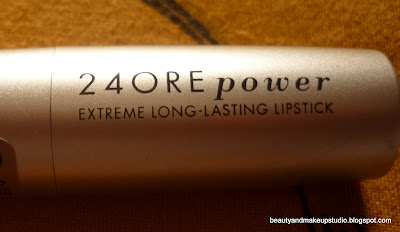 24ORE power
EXTREME LONG-LASTING LIPSTICK
beautyandmakeupstudio.blogspot.com